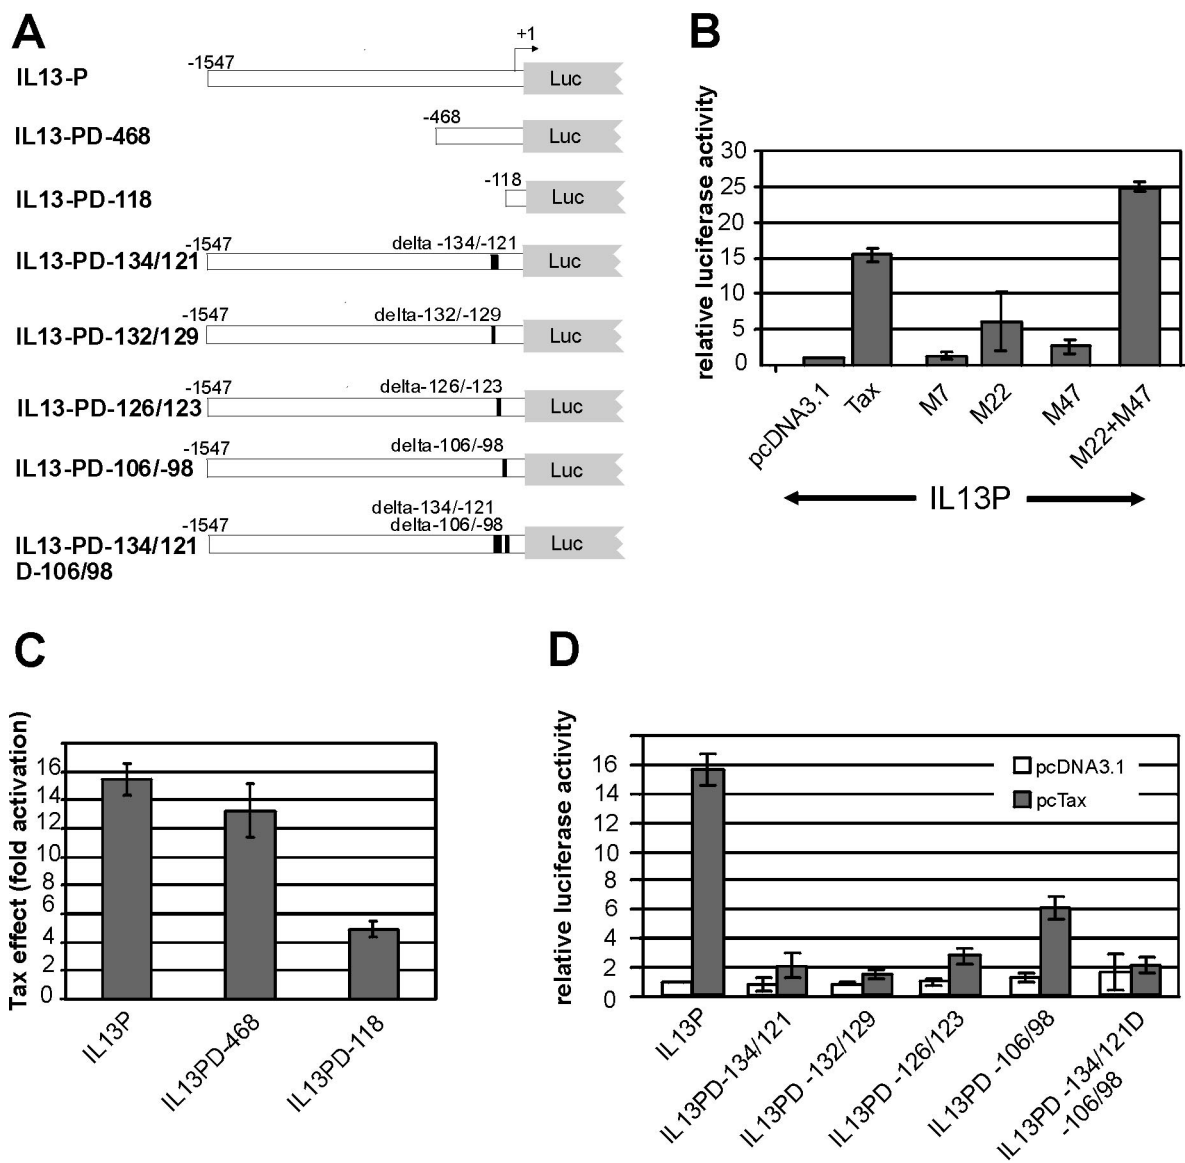 A
+1
-1547
IL13-P
Luc
-468
IL13-PD-468
Luc
-118
IL13-PD-118
Luc
-1547
delta -134/-121
IL13-PD-134/121
Luc
-1547
delta-132/-129
IL13-PD-132/129
Luc
-1547
delta-126/-123
IL13-PD-126/123
Luc
-1547
delta-106/-98
IL13-PD-106/-98
Luc
delta-134/-121
-1547
delta-106/-98
IL13-PD-134/121
D-106/98
Luc
B
relative luciferase activity
30
25
20
15
10
5
0
pcDNA3.1
Tax
M7
M22
M47
M22+M47
IL13P
C
Tax effect (fold activation)
16
14
12
10
8
6
4
2
0
IL13P
IL13PD-468
IL13PD-118
D
relative luciferase activity
16
14
12
10
8
6
4
2
0
pcDNA3.1
pcTax
IL13P
IL13PD-134/121
IL13PD -132/129
IL13PD -126/123
IL13PD -106/98
IL13PD -134/121D
-106/98